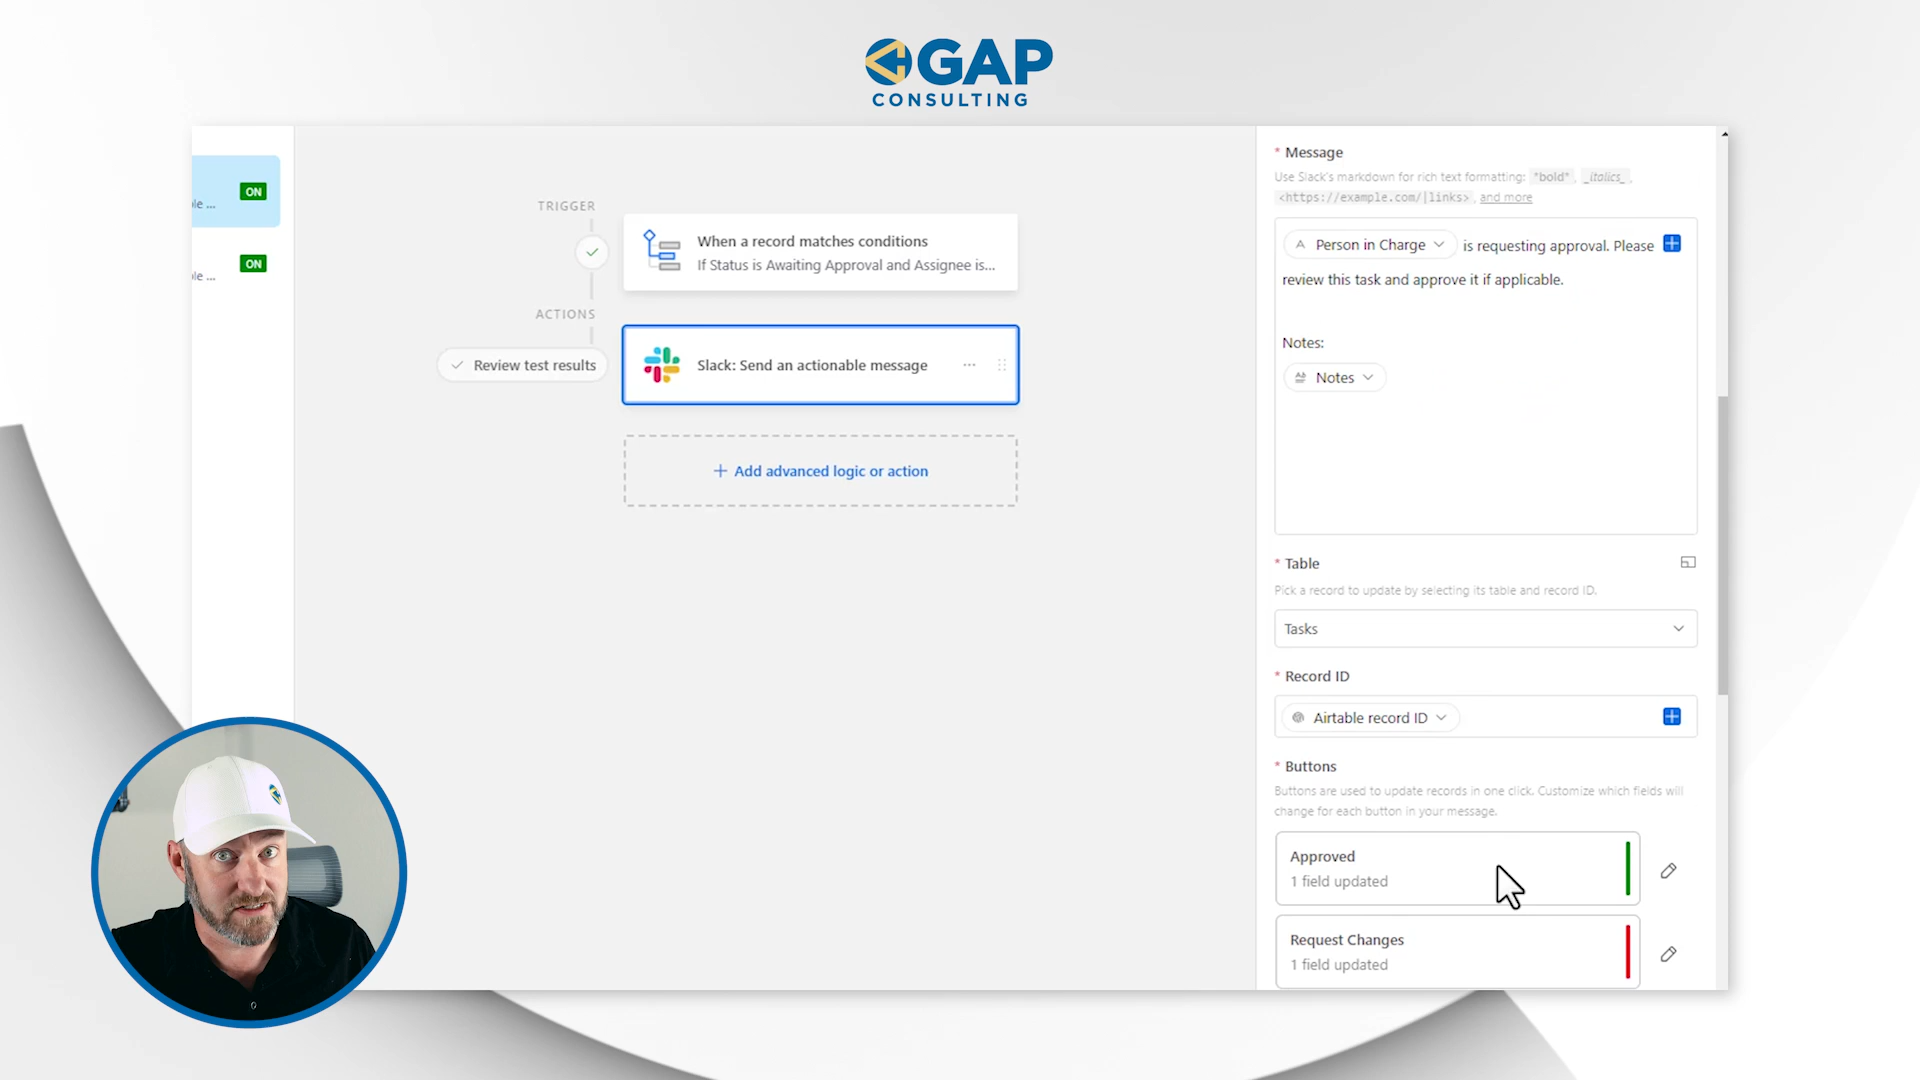 GAP
CONSULTING
ON
le ...
ON
le ...
TRIGGER
When a record matches conditions
If Status is Awaiting Approval and Assignee is...
ACTIONS
Review test results
Slack: Send an actionable message
Add advanced logic or action
* Message
Use Slack's markdown for rich text formatting: *bold* , _italics_ ,
<https://example.com/|links> , and more
A Person in Charge is requesting approval. Please
review this task and approve it if applicable.
Notes:
Notes
* Table
Pick a record to update by selecting its table and record ID.
Tasks
* Record ID
Airtable record ID
* Buttons
Buttons are used to update records in one click. Customize which fields will
change for each button in your message.
Approved
1 field updated
Request Changes
1 field updated